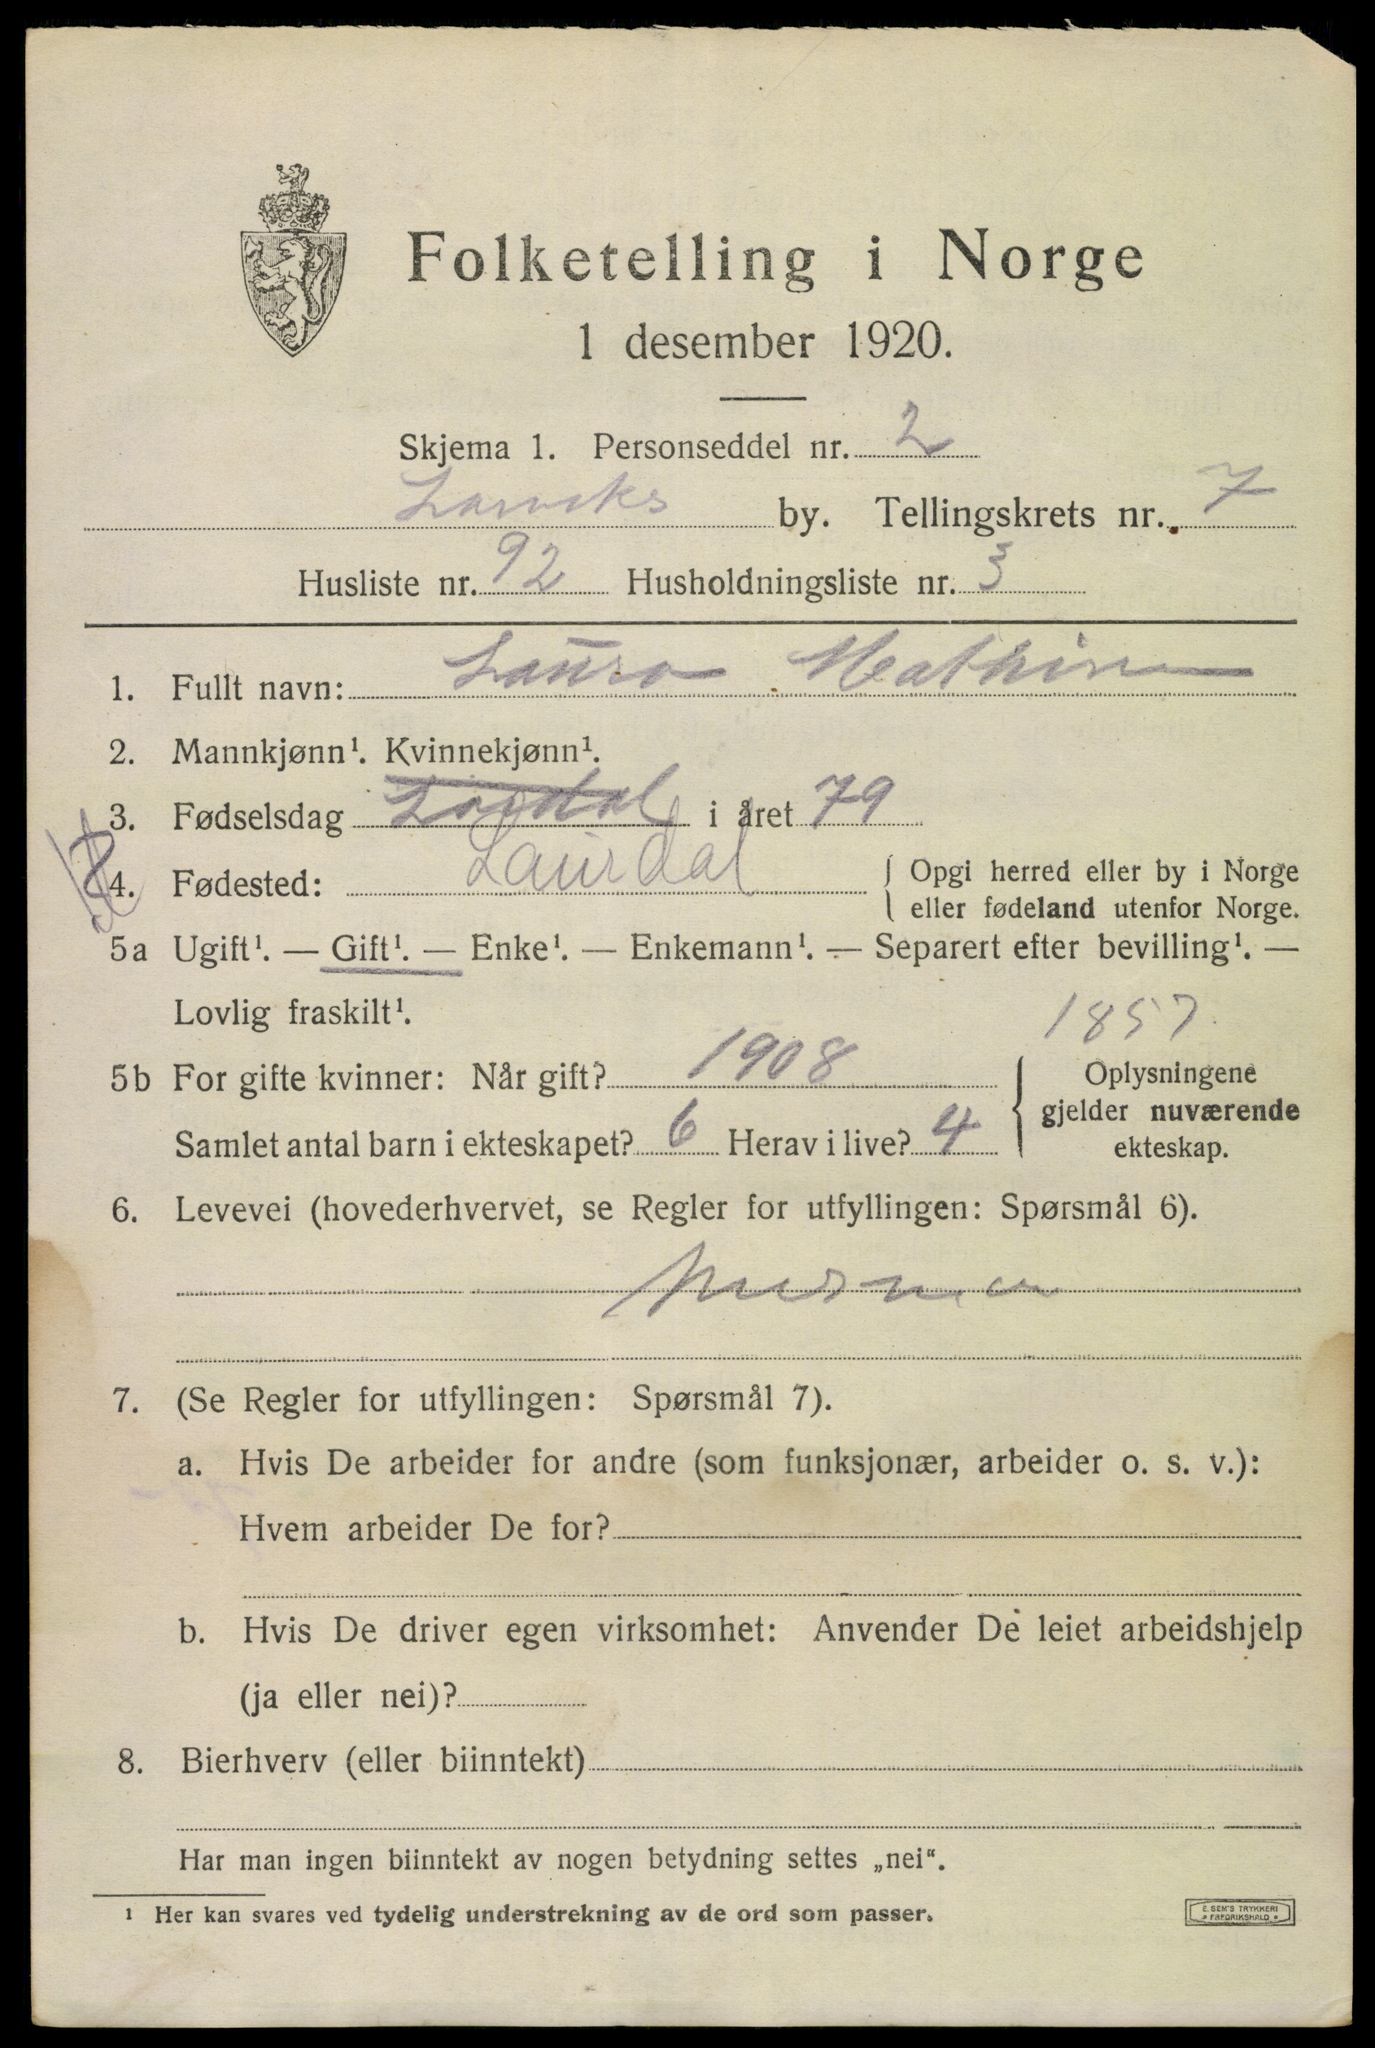 Folketelling i Norge
1 desember 1920.
Skjema 1. Personseddel nr. 2
Larviks by. Tellingskrets nr. 7
Husliste nr. 92 Husholdningsliste nr. 3
1. Fullt navn: Laura
2. Mannkjønn¹. Kvinnekjønn¹.
3. Fødselsdag Lardal i året 79
4. Fødested: Laurdal { Opgi herred eller by i Norge
eller fødeland utenfor Norge.
5a Ugift¹. — Gift¹. — Enke¹. — Enkemann¹. — Separert efter bevilling¹. —
Lovlig fraskilt¹.
1857
5b For gifte kvinner: Når gift? 1908 { Oplysningene
gjelder nuværende
Samlet antal barn i ekteskapet? 6 Herav i live? 4 ekteskap.
6. Levevei (hovederhvervet, se Regler for utfyllingen: Spørsmål 6).
7. (Se Regler for utfyllingen: Spørsmål 7).
a. Hvis De arbeider for andre (som funksjonær, arbeider o. s. v.):
Hvem arbeider De for?
b. Hvis De driver egen virksomhet: Anvender De leiet arbeidshjelp
(ja eller nei)?
8. Bierhverv (eller biinntekt)
Har man ingen biinntekt av nogen betydning settes „nei“.
¹ Her kan svares ved tydelig understrekning av de ord som passer.
E. SEM'S TRYKKERI
FREDRIKSHALD